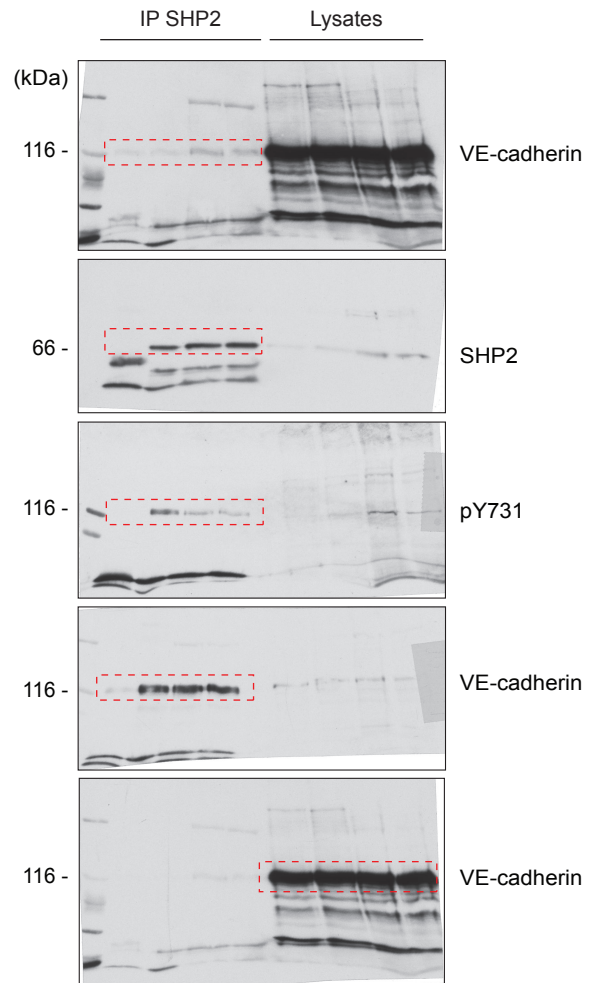 IP SHP2 Lysates
(kDa)
116 - VE-cadherin
66 - SHP2
116 - pY731
116 - VE-cadherin
116 - VE-cadherin